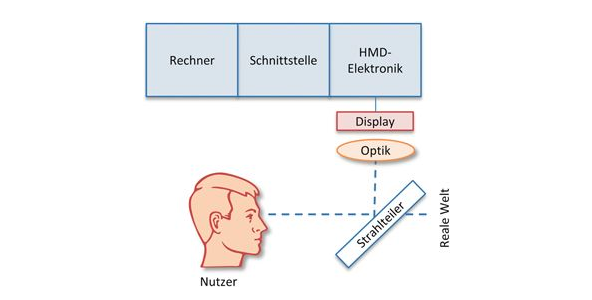 Rechner
Schnittstelle
HMD-
Elektronik
Display
Optik
Strahlteiler
Reale Welt
Nutzer